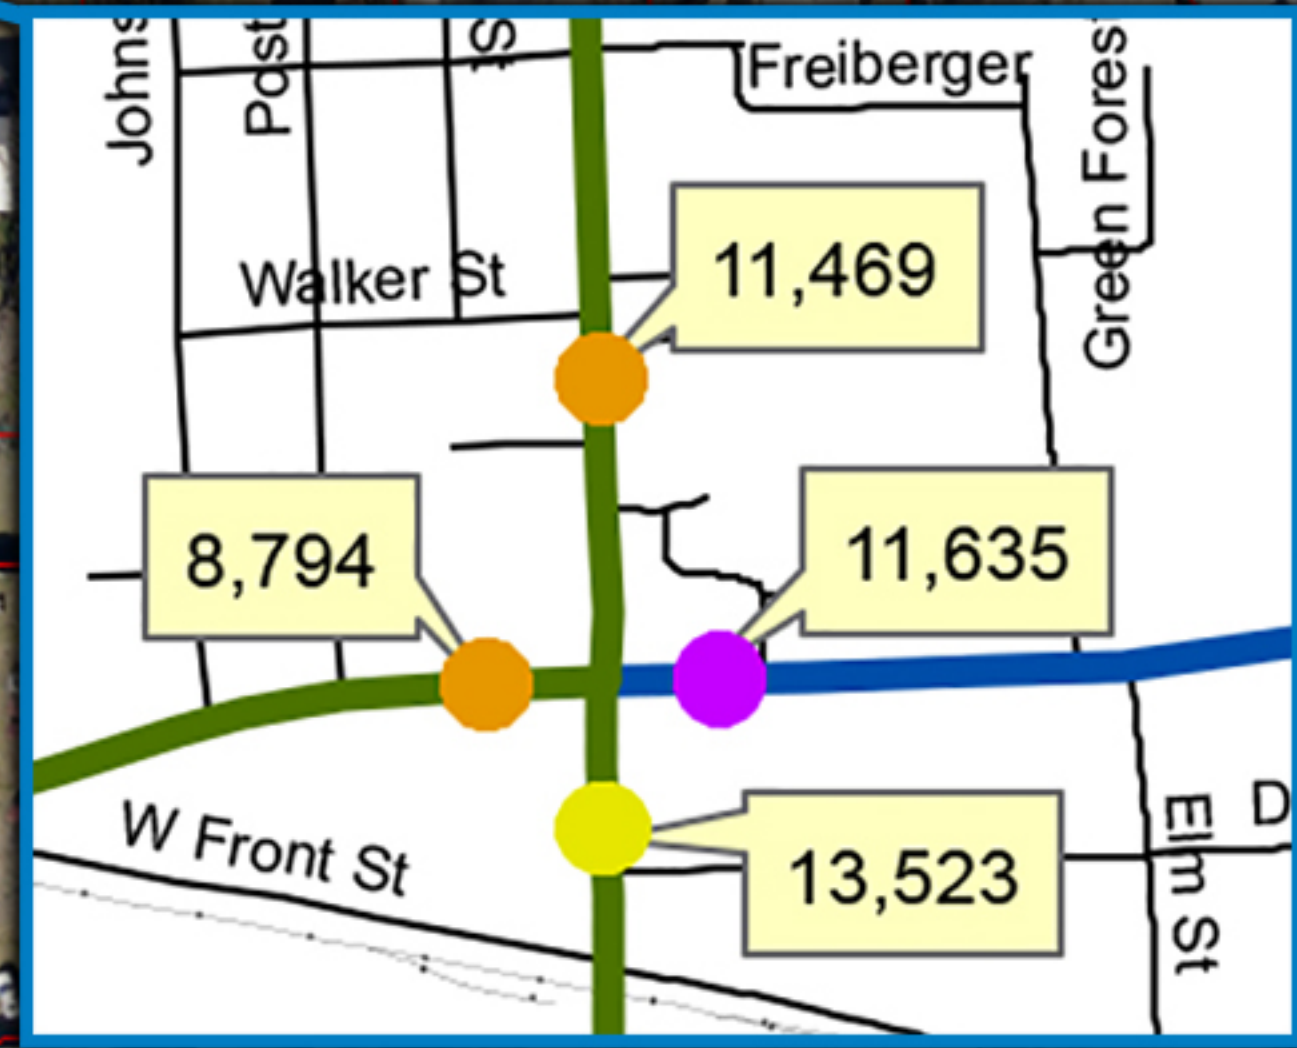 Johns
Post
St
Freiberger
Green Forest
Walker St
11,469
8,794
11,635
W Front St
13,523
Elm St
D